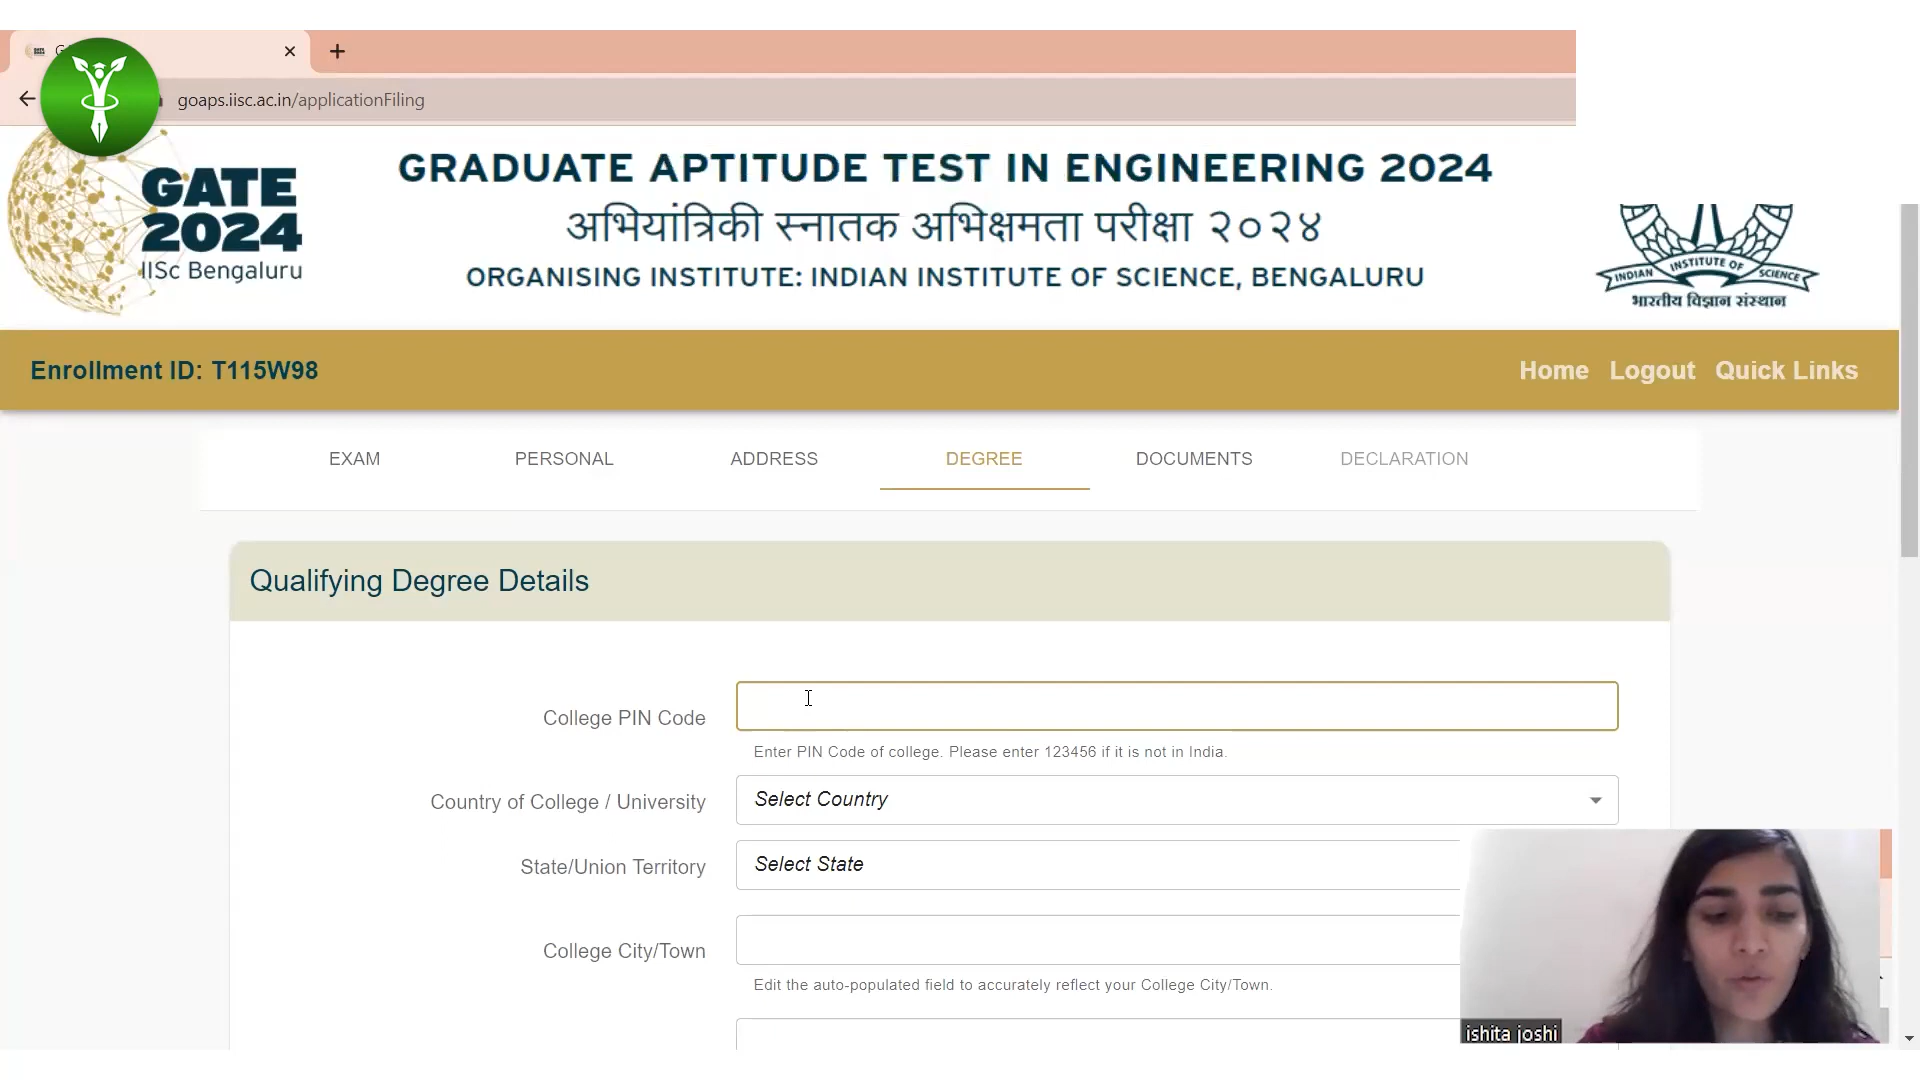 goaps.iisc.ac.in/applicationFiling
GATE
2024
IISc Bengaluru
GRADUATE APTITUDE TEST IN ENGINEERING 2024
अभियांत्रिकी स्नातक अभिक्षमता परीक्षा २०२४
ORGANISING INSTITUTE: INDIAN INSTITUTE OF SCIENCE, BENGALURU
INDIAN INSTITUTE OF SCIENCE
भारतीय विज्ञान संस्थान
Enrollment ID: T115W98
Home Logout Quick Links
EXAM PERSONAL ADDRESS DEGREE DOCUMENTS DECLARATION
Qualifying Degree Details
College PIN Code
Enter PIN Code of college. Please enter 123456 if it is not in India.
Country of College / University Select Country
State/Union Territory Select State
College City/Town
Edit the auto-populated field to accurately reflect your College City/Town.
ishita joshi